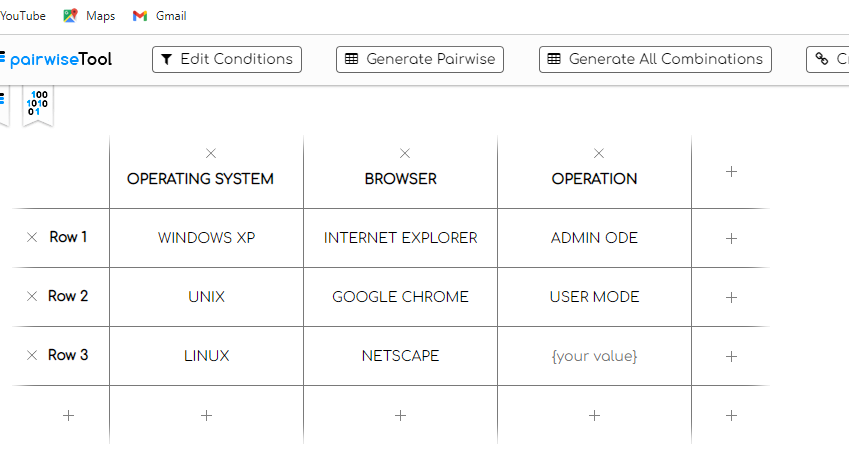 YouTube Maps Gmail
pairwiseTool Edit Conditions Generate Pairwise Generate All Combinations
100
1010
01
OPERATING SYSTEM BROWSER OPERATION
Row 1 WINDOWS XP INTERNET EXPLORER ADMIN ODE
Row 2 UNIX GOOGLE CHROME USER MODE
Row 3 LINUX NETSCAPE {your value}